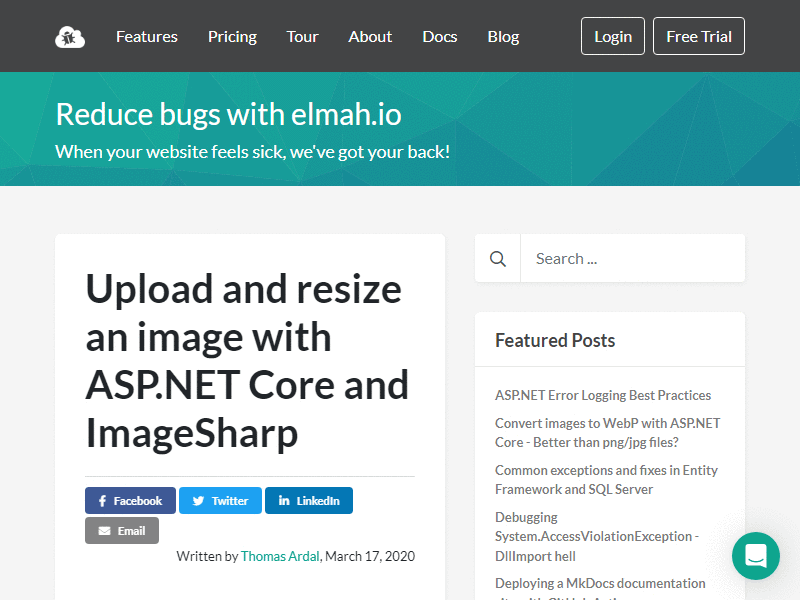 Features Pricing Tour About Docs Blog Login Free Trial
Reduce bugs with elmah.io
When your website feels sick, we've got your back!
Upload and resize
an image with
ASP.NET Core and
ImageSharp
Facebook Twitter LinkedIn
Email
Written by Thomas Ardal, March 17, 2020
Search ...
Featured Posts
ASP.NET Error Logging Best Practices
Convert images to WebP with ASP.NET
Core - Better than png/jpg files?
Common exceptions and fixes in Entity
Framework and SQL Server
Debugging
System.AccessViolationException -
DllImport hell
Deploying a MkDocs documentation